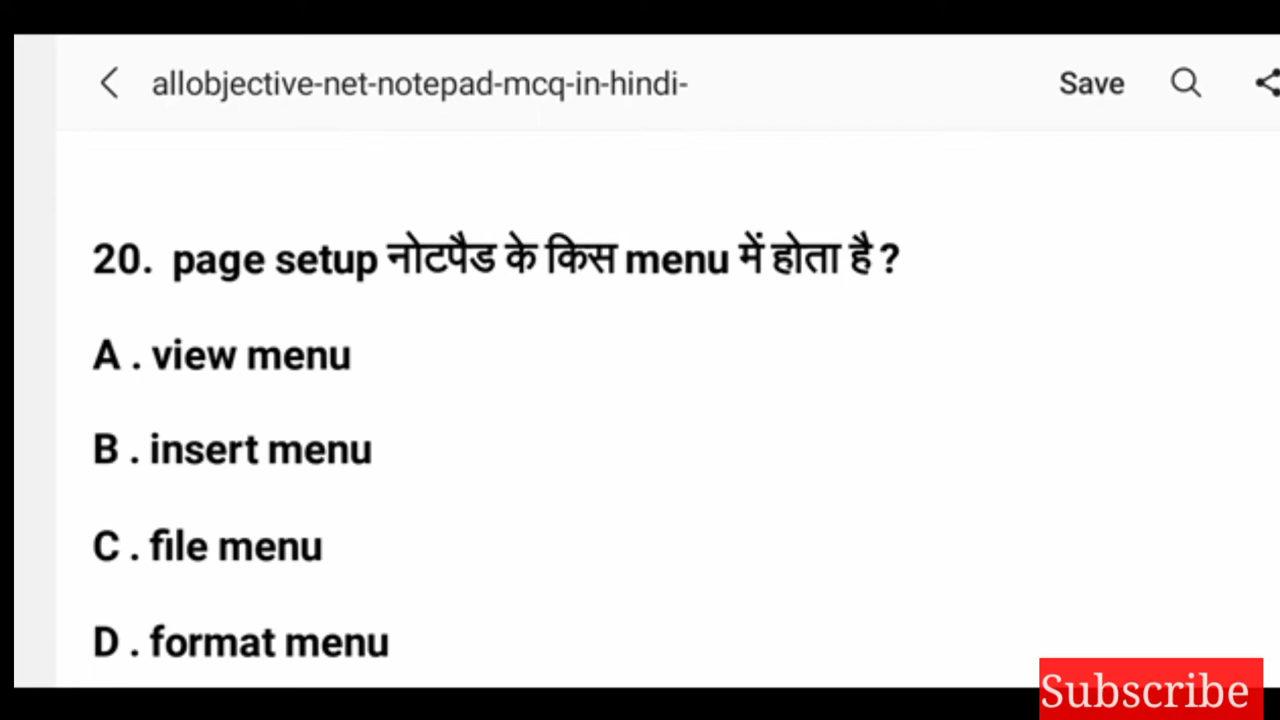 allobjective-net-notepad-mcq-in-hindi-
Save
20. page setup नोटपैड के किस menu में होता है ?
A . view menu
B . insert menu
C . file menu
D . format menu
Subscribe